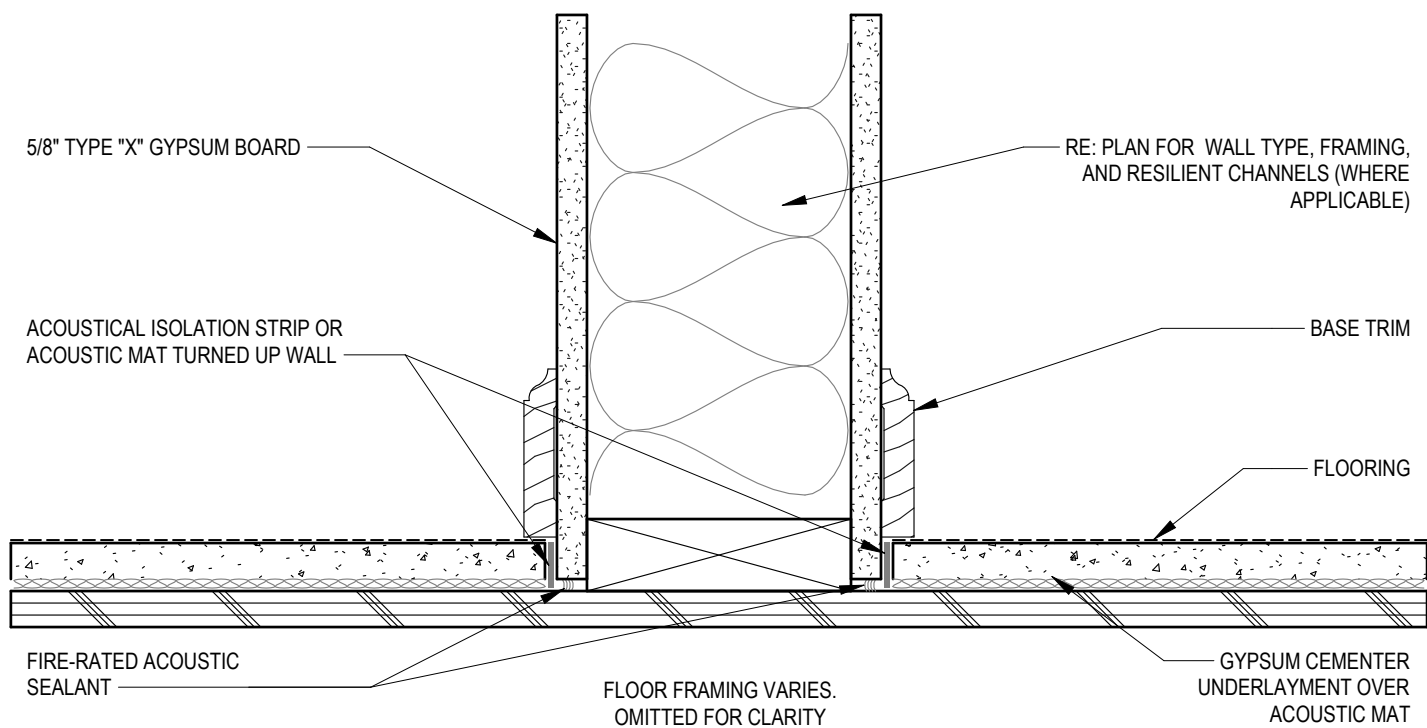 5/8" TYPE "X" GYPSUM BOARD
RE: PLAN FOR WALL TYPE, FRAMING,
AND RESILIENT CHANNELS (WHERE
APPLICABLE)
ACOUSTICAL ISOLATION STRIP OR
ACOUSTIC MAT TURNED UP WALL
BASE TRIM
FLOORING
FIRE-RATED ACOUSTIC
SEALANT
FLOOR FRAMING VARIES.
OMITTED FOR CLARITY
GYPSUM CEMENTER
UNDERLAYMENT OVER
ACOUSTIC MAT